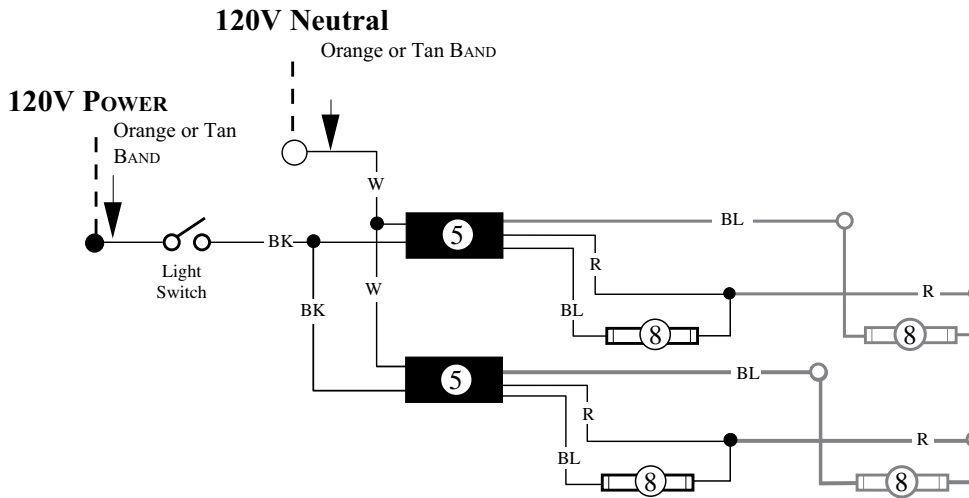 120V Neutral
Orange or Tan BAND
120V POWER
Orange or Tan
BAND
W
BL
5
BK
R
Light
Switch
W
BL
R
BK
8
8
BL
5
R
R
BL
8
8